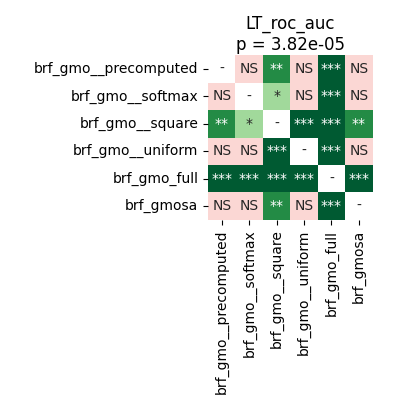 LT_roc_auc
p = 3.82e-05
brf_gmo__precomputed - NS ** NS *** NS
brf_gmo__softmax NS - * NS *** NS
brf_gmo__square ** * - *** *** **
brf_gmo__uniform NS NS *** - *** NS
brf_gmo_full *** *** *** *** - ***
brf_gmosa NS NS ** NS *** -
brf_gmo__precomputed
brf_gmo__softmax
brf_gmo__square
brf_gmo__uniform
brf_gmo_full
brf_gmosa